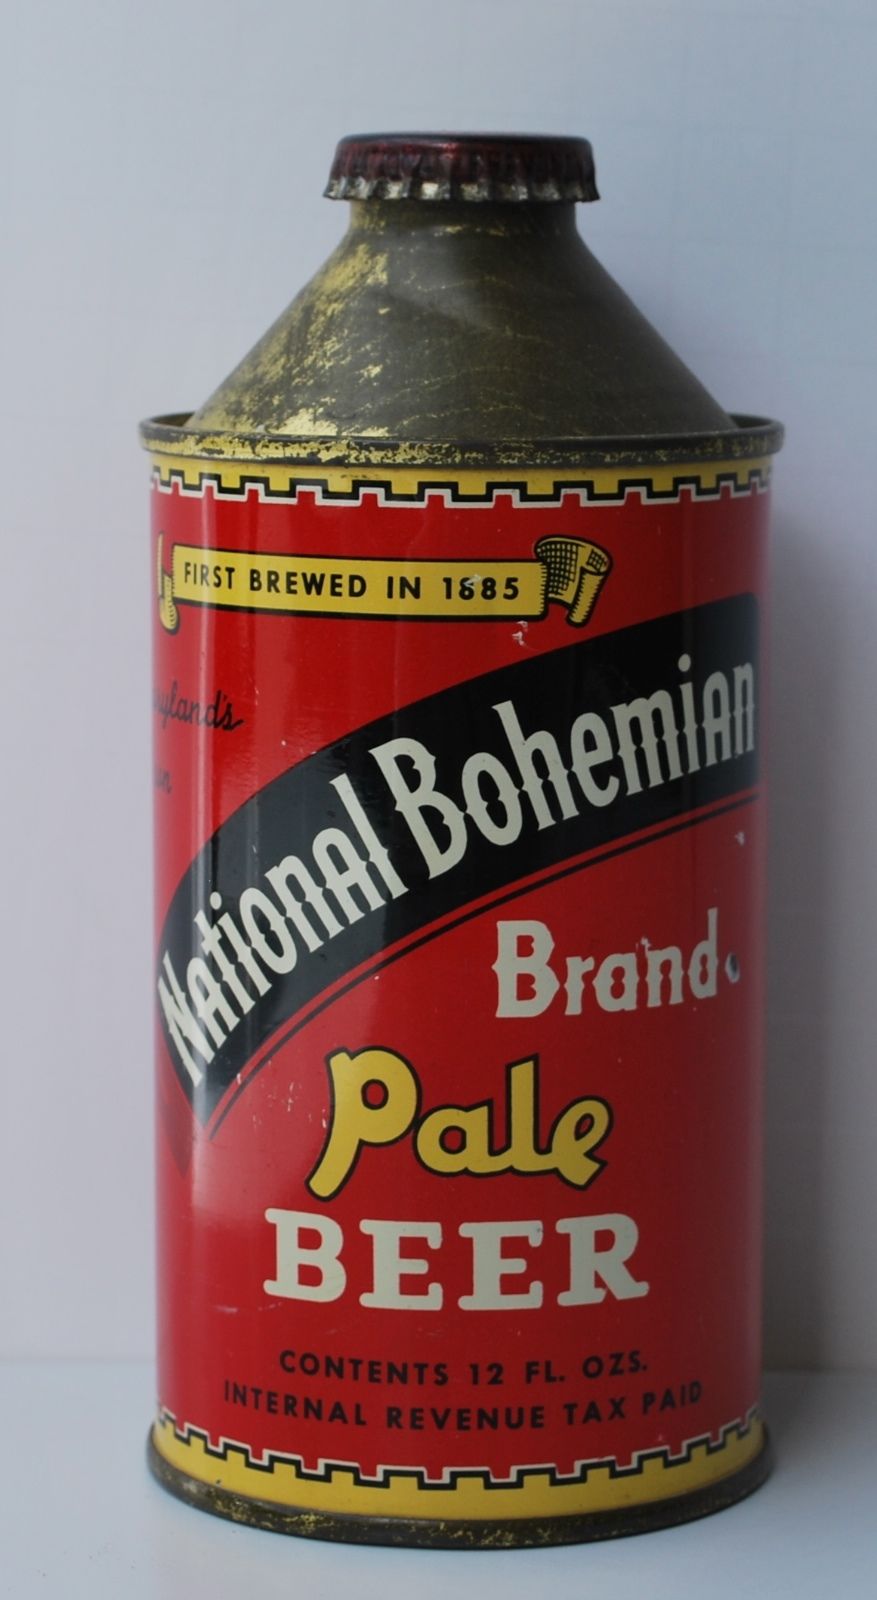 FIRST BREWED IN 1885
National Bohemian
Brand
Pale
BEER
CONTENTS 12 FL. OZS.
INTERNAL REVENUE TAX PAID